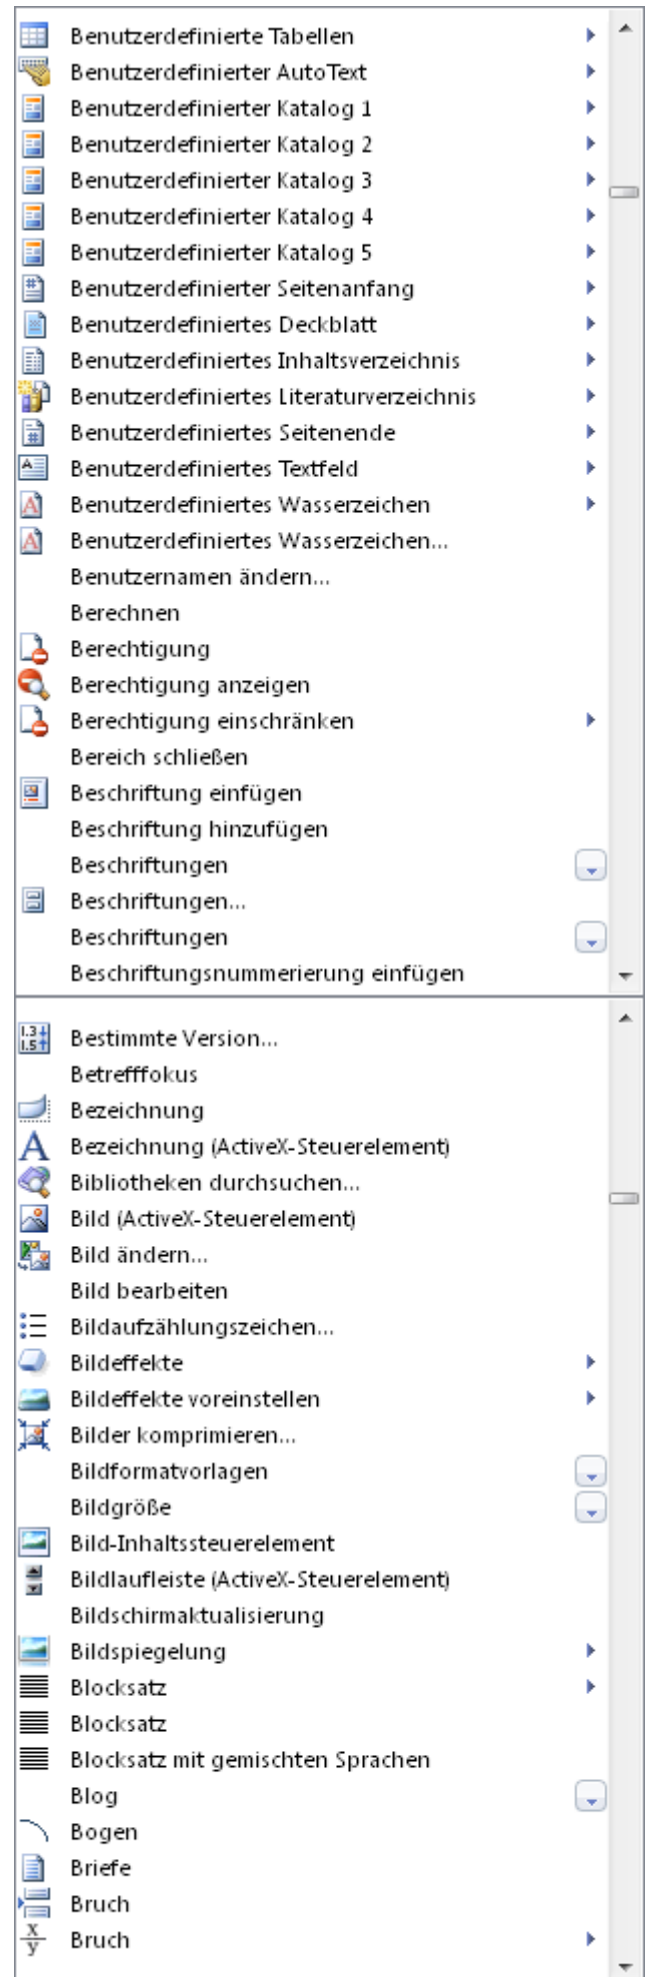 Benutzerdefinierte Tabellen
Benutzerdefinierter AutoText
Benutzerdefinierter Katalog 1
Benutzerdefinierter Katalog 2
Benutzerdefinierter Katalog 3
Benutzerdefinierter Katalog 4
Benutzerdefinierter Katalog 5
Benutzerdefinierter Seitenanfang
Benutzerdefiniertes Deckblatt
Benutzerdefiniertes Inhaltsverzeichnis
Benutzerdefiniertes Literaturverzeichnis
Benutzerdefiniertes Seitenende
Benutzerdefiniertes Textfeld
Benutzerdefiniertes Wasserzeichen
Benutzerdefiniertes Wasserzeichen...
Benutzernamen ändern...
Berechnen
Berechtigung
Berechtigung anzeigen
Berechtigung einschränken
Bereich schließen
Beschriftung einfügen
Beschriftung hinzufügen
Beschriftungen
Beschriftungen...
Beschriftungen
Beschriftungsnummerierung einfügen
Bestimmte Version...
Betrefffokus
Bezeichnung
Bezeichnung (ActiveX-Steuerelement)
Bibliotheken durchsuchen...
Bild (ActiveX-Steuerelement)
Bild ändern...
Bild bearbeiten
Bildaufzählungszeichen...
Bildeffekte
Bildeffekte voreinstellen
Bilder komprimieren...
Bildformatvorlagen
Bildgröße
Bild-Inhaltssteuerelement
Bildlaufleiste (ActiveX-Steuerelement)
Bildschirmaktualisierung
Bildspiegelung
Blocksatz
Blocksatz
Blocksatz mit gemischten Sprachen
Blog
Bogen
Briefe
Bruch
Bruch